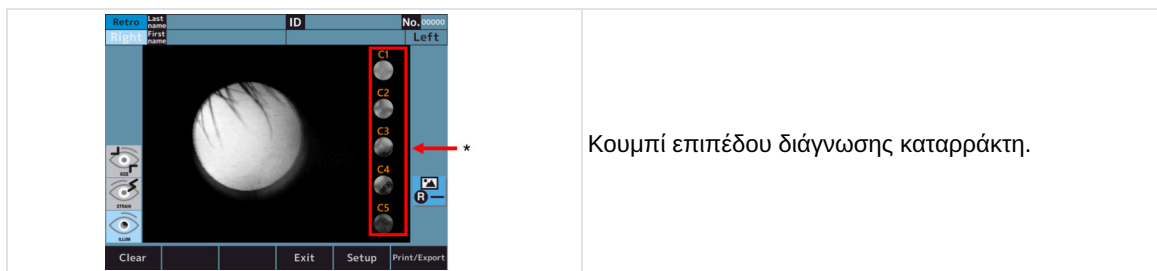 Retro Last name ID No. 00000
Right First name Left
C1
C2
C3
*
Κουμπί επιπέδου διάγνωσης καταρράκτη.
C4
C5
SIZE
STRAIN
ILLUM
R
Clear Exit Setup Print/Export